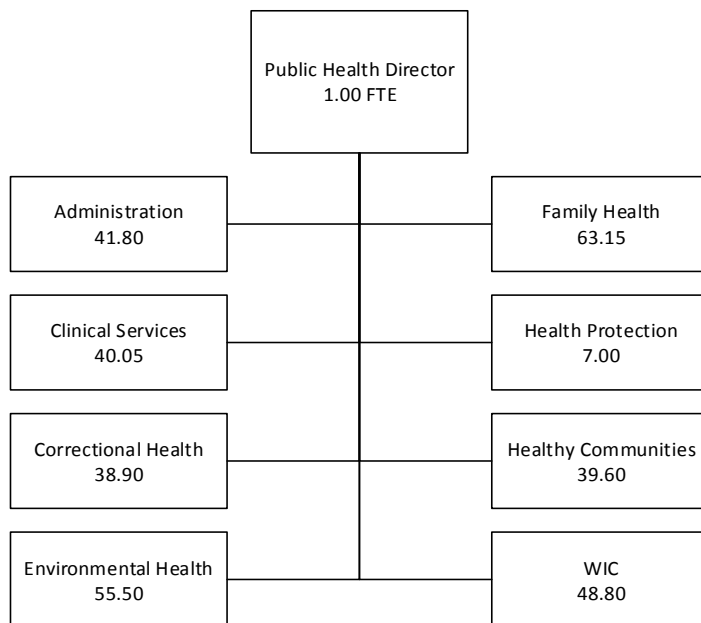 Public Health Director
1.00 FTE
Administration
41.80
Family Health
63.15
Clinical Services
40.05
Health Protection
7.00
Correctional Health
38.90
Healthy Communities
39.60
Environmental Health
55.50
WIC
48.80